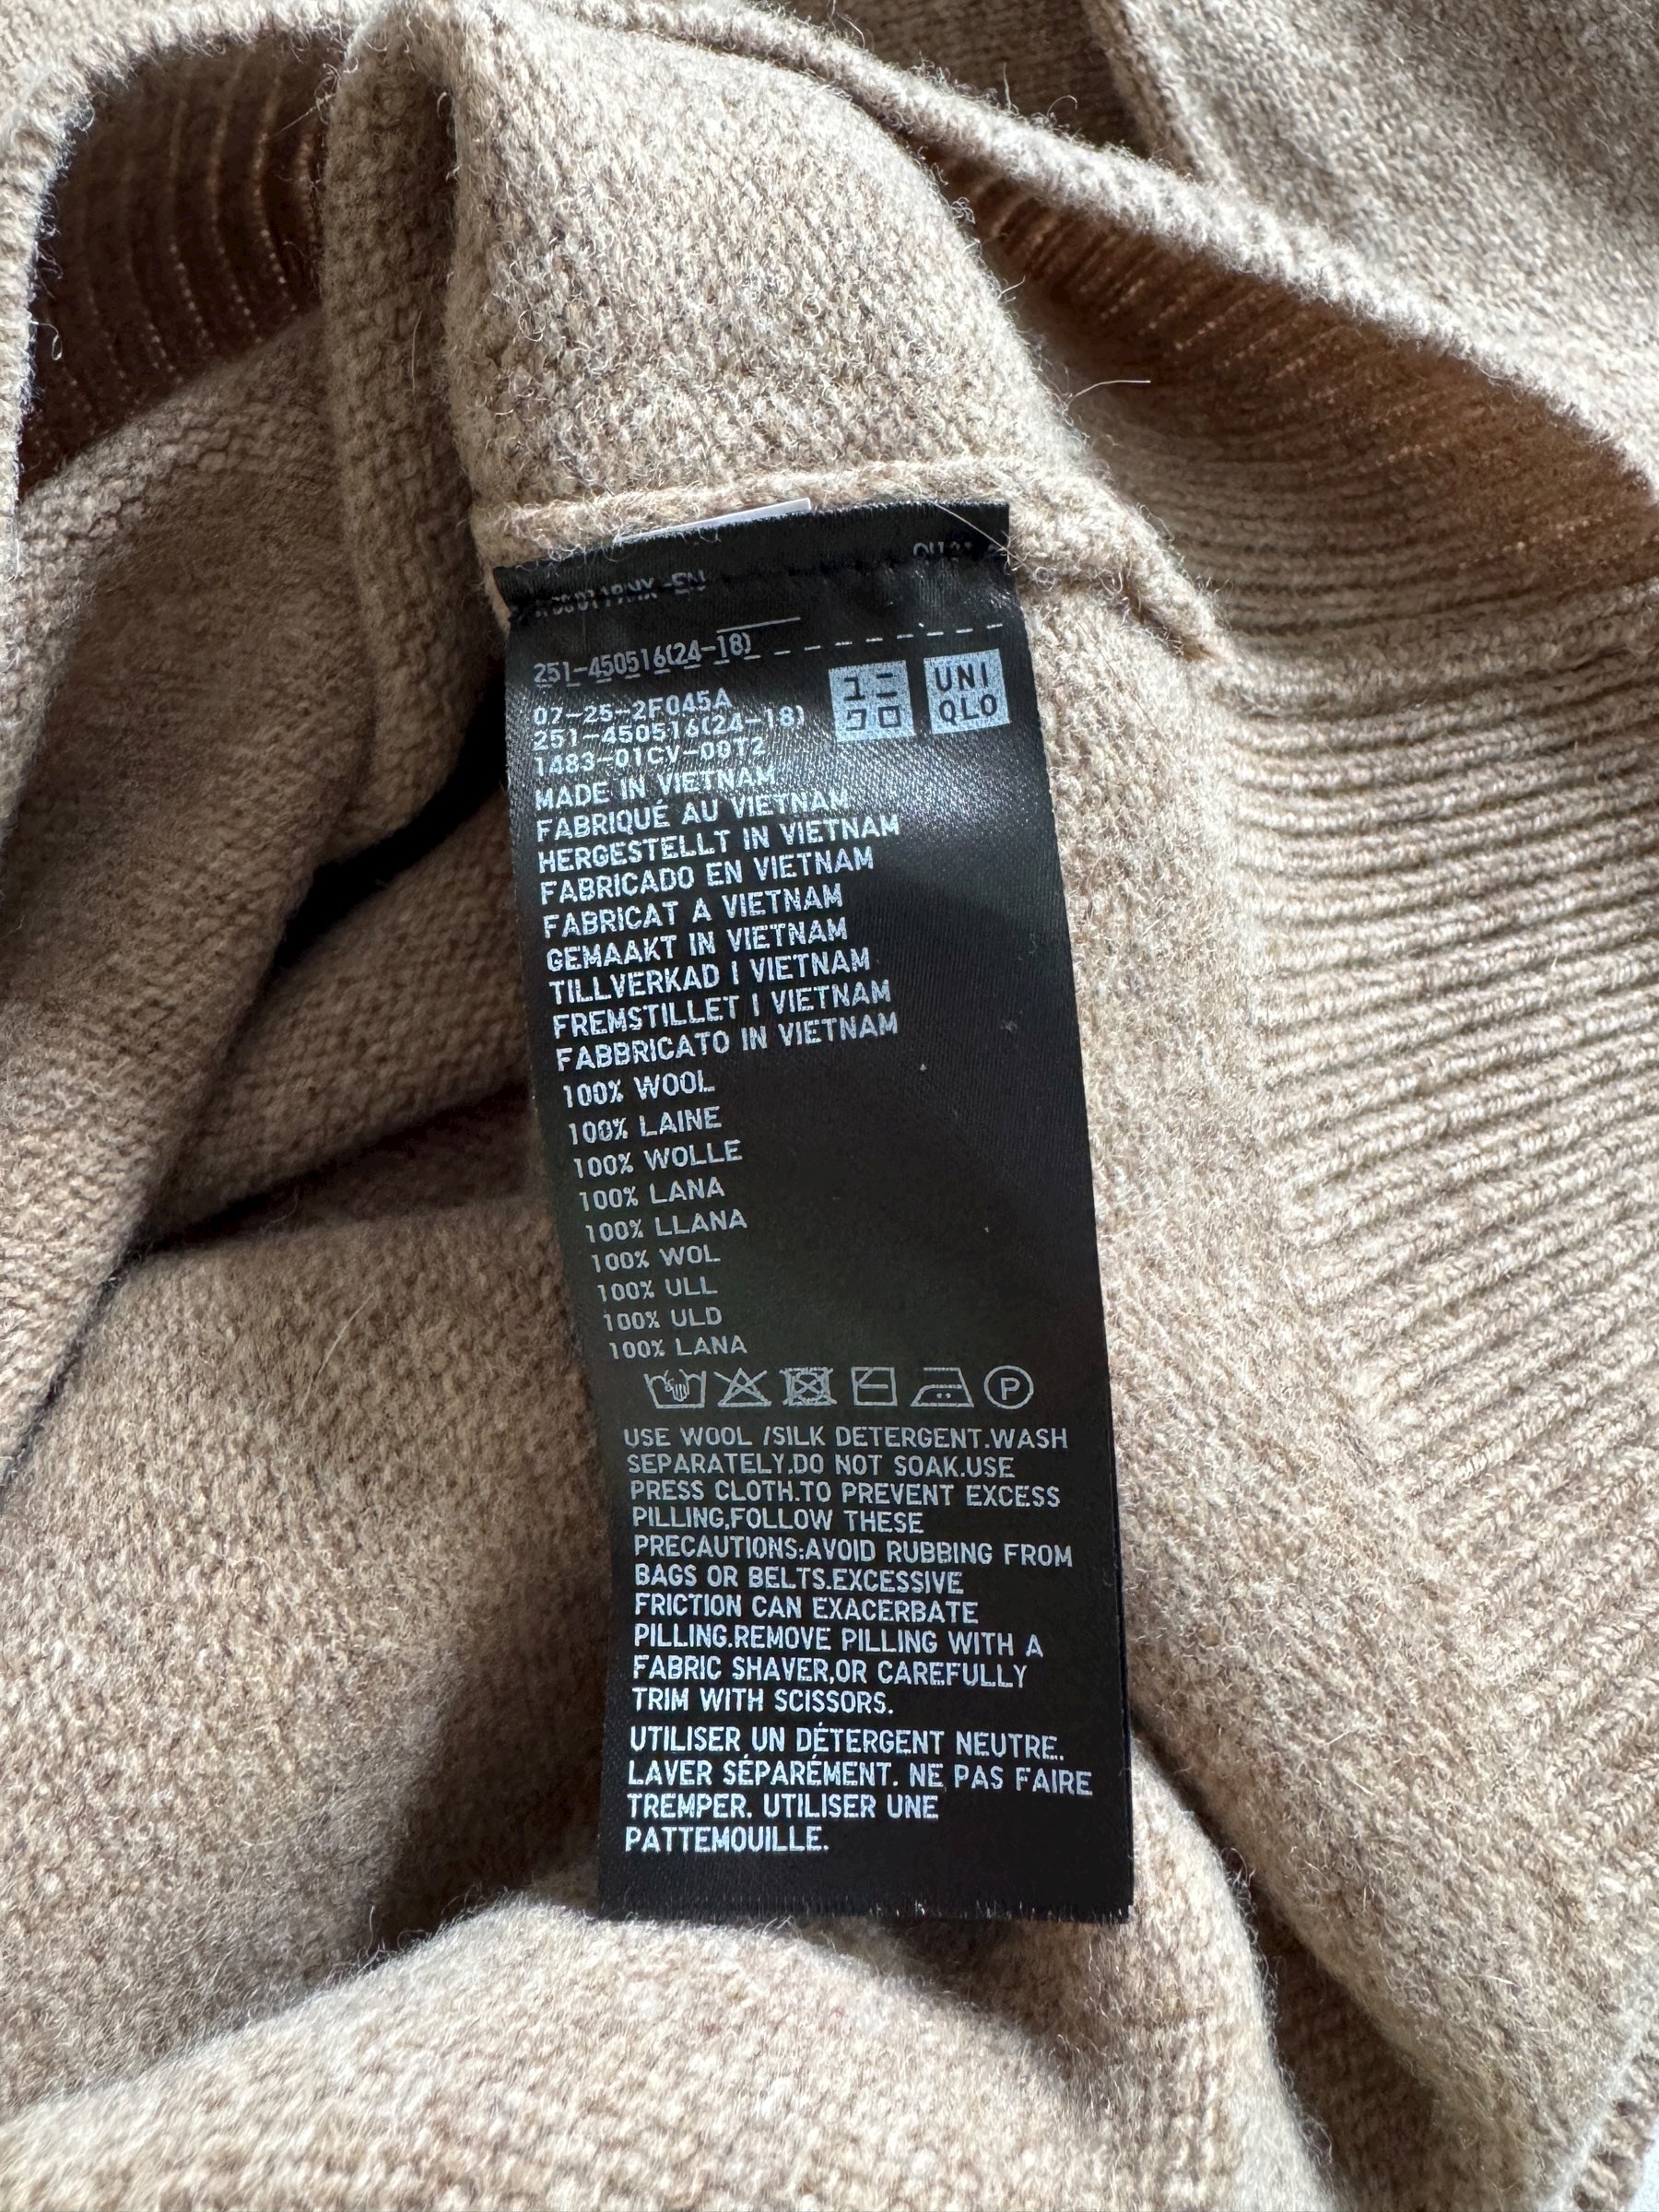 251-450516(24-18)
07-25-2F045A
251-450516(24-18)
1483-01CV-00T2
ユニ
クロ
UNI
QLO
MADE IN VIETNAM
FABRIQUÉ AU VIETNAM
HERGESTELLT IN VIETNAM
FABRICADO EN VIETNAM
FABRICAT A VIETNAM
GEMAAKT IN VIETNAM
TILLVERKAD I VIETNAM
FREMSTILLET I VIETNAM
FABBRICATO IN VIETNAM
100% WOOL
100% LAINE
100% WOLLE
100% LANA
100% LLANA
100% WOL
100% ULL
100% ULD
100% LANA
P
USE WOOL /SILK DETERGENT.WASH
SEPARATELY.DO NOT SOAK.USE
PRESS CLOTH.TO PREVENT EXCESS
PILLING,FOLLOW THESE
PRECAUTIONS:AVOID RUBBING FROM
BAGS OR BELTS.EXCESSIVE
FRICTION CAN EXACERBATE
PILLING.REMOVE PILLING WITH A
FABRIC SHAVER,OR CAREFULLY
TRIM WITH SCISSORS.
UTILISER UN DÉTERGENT NEUTRE.
LAVER SÉPARÉMENT. NE PAS FAIRE
TREMPER. UTILISER UNE
PATTEMOUILLE.